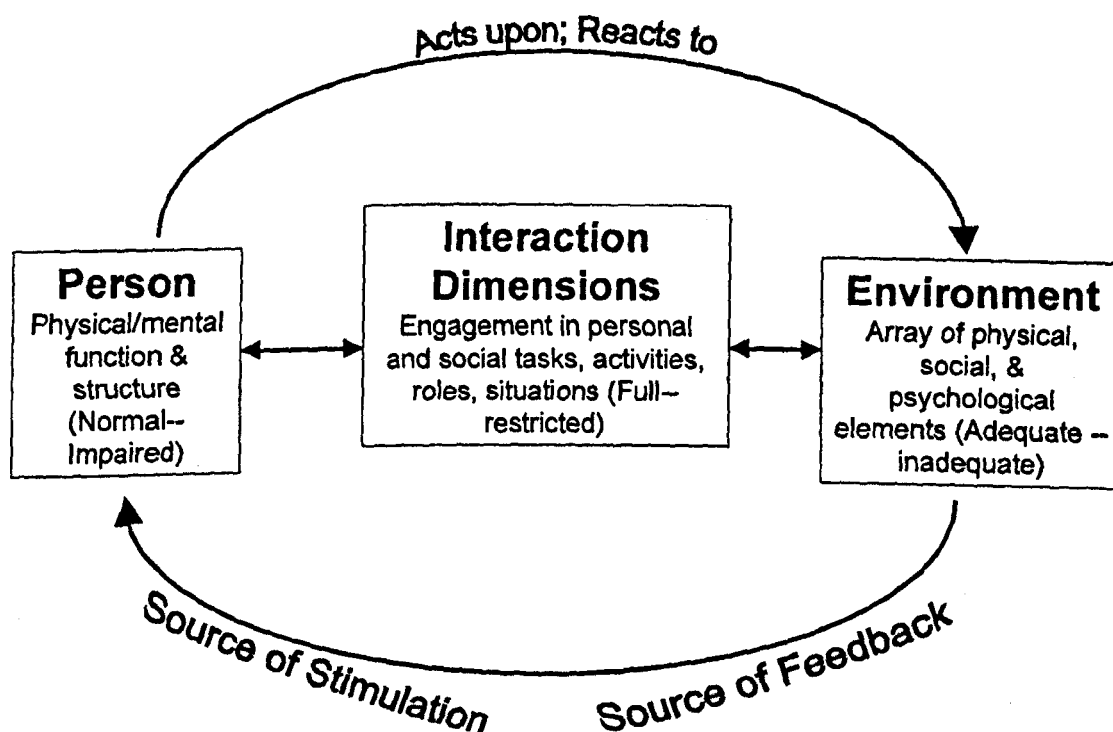 Acts upon; Reacts to
Person
Physical/mental
function &
structure
(Normal--
Impaired)
Interaction
Dimensions
Engagement in personal
and social tasks, activities,
roles, situations (Full--
restricted)
Environment
Array of physical,
social, &
psychological
elements (Adequate --
inadequate)
Source of Stimulation
Source of Feedback